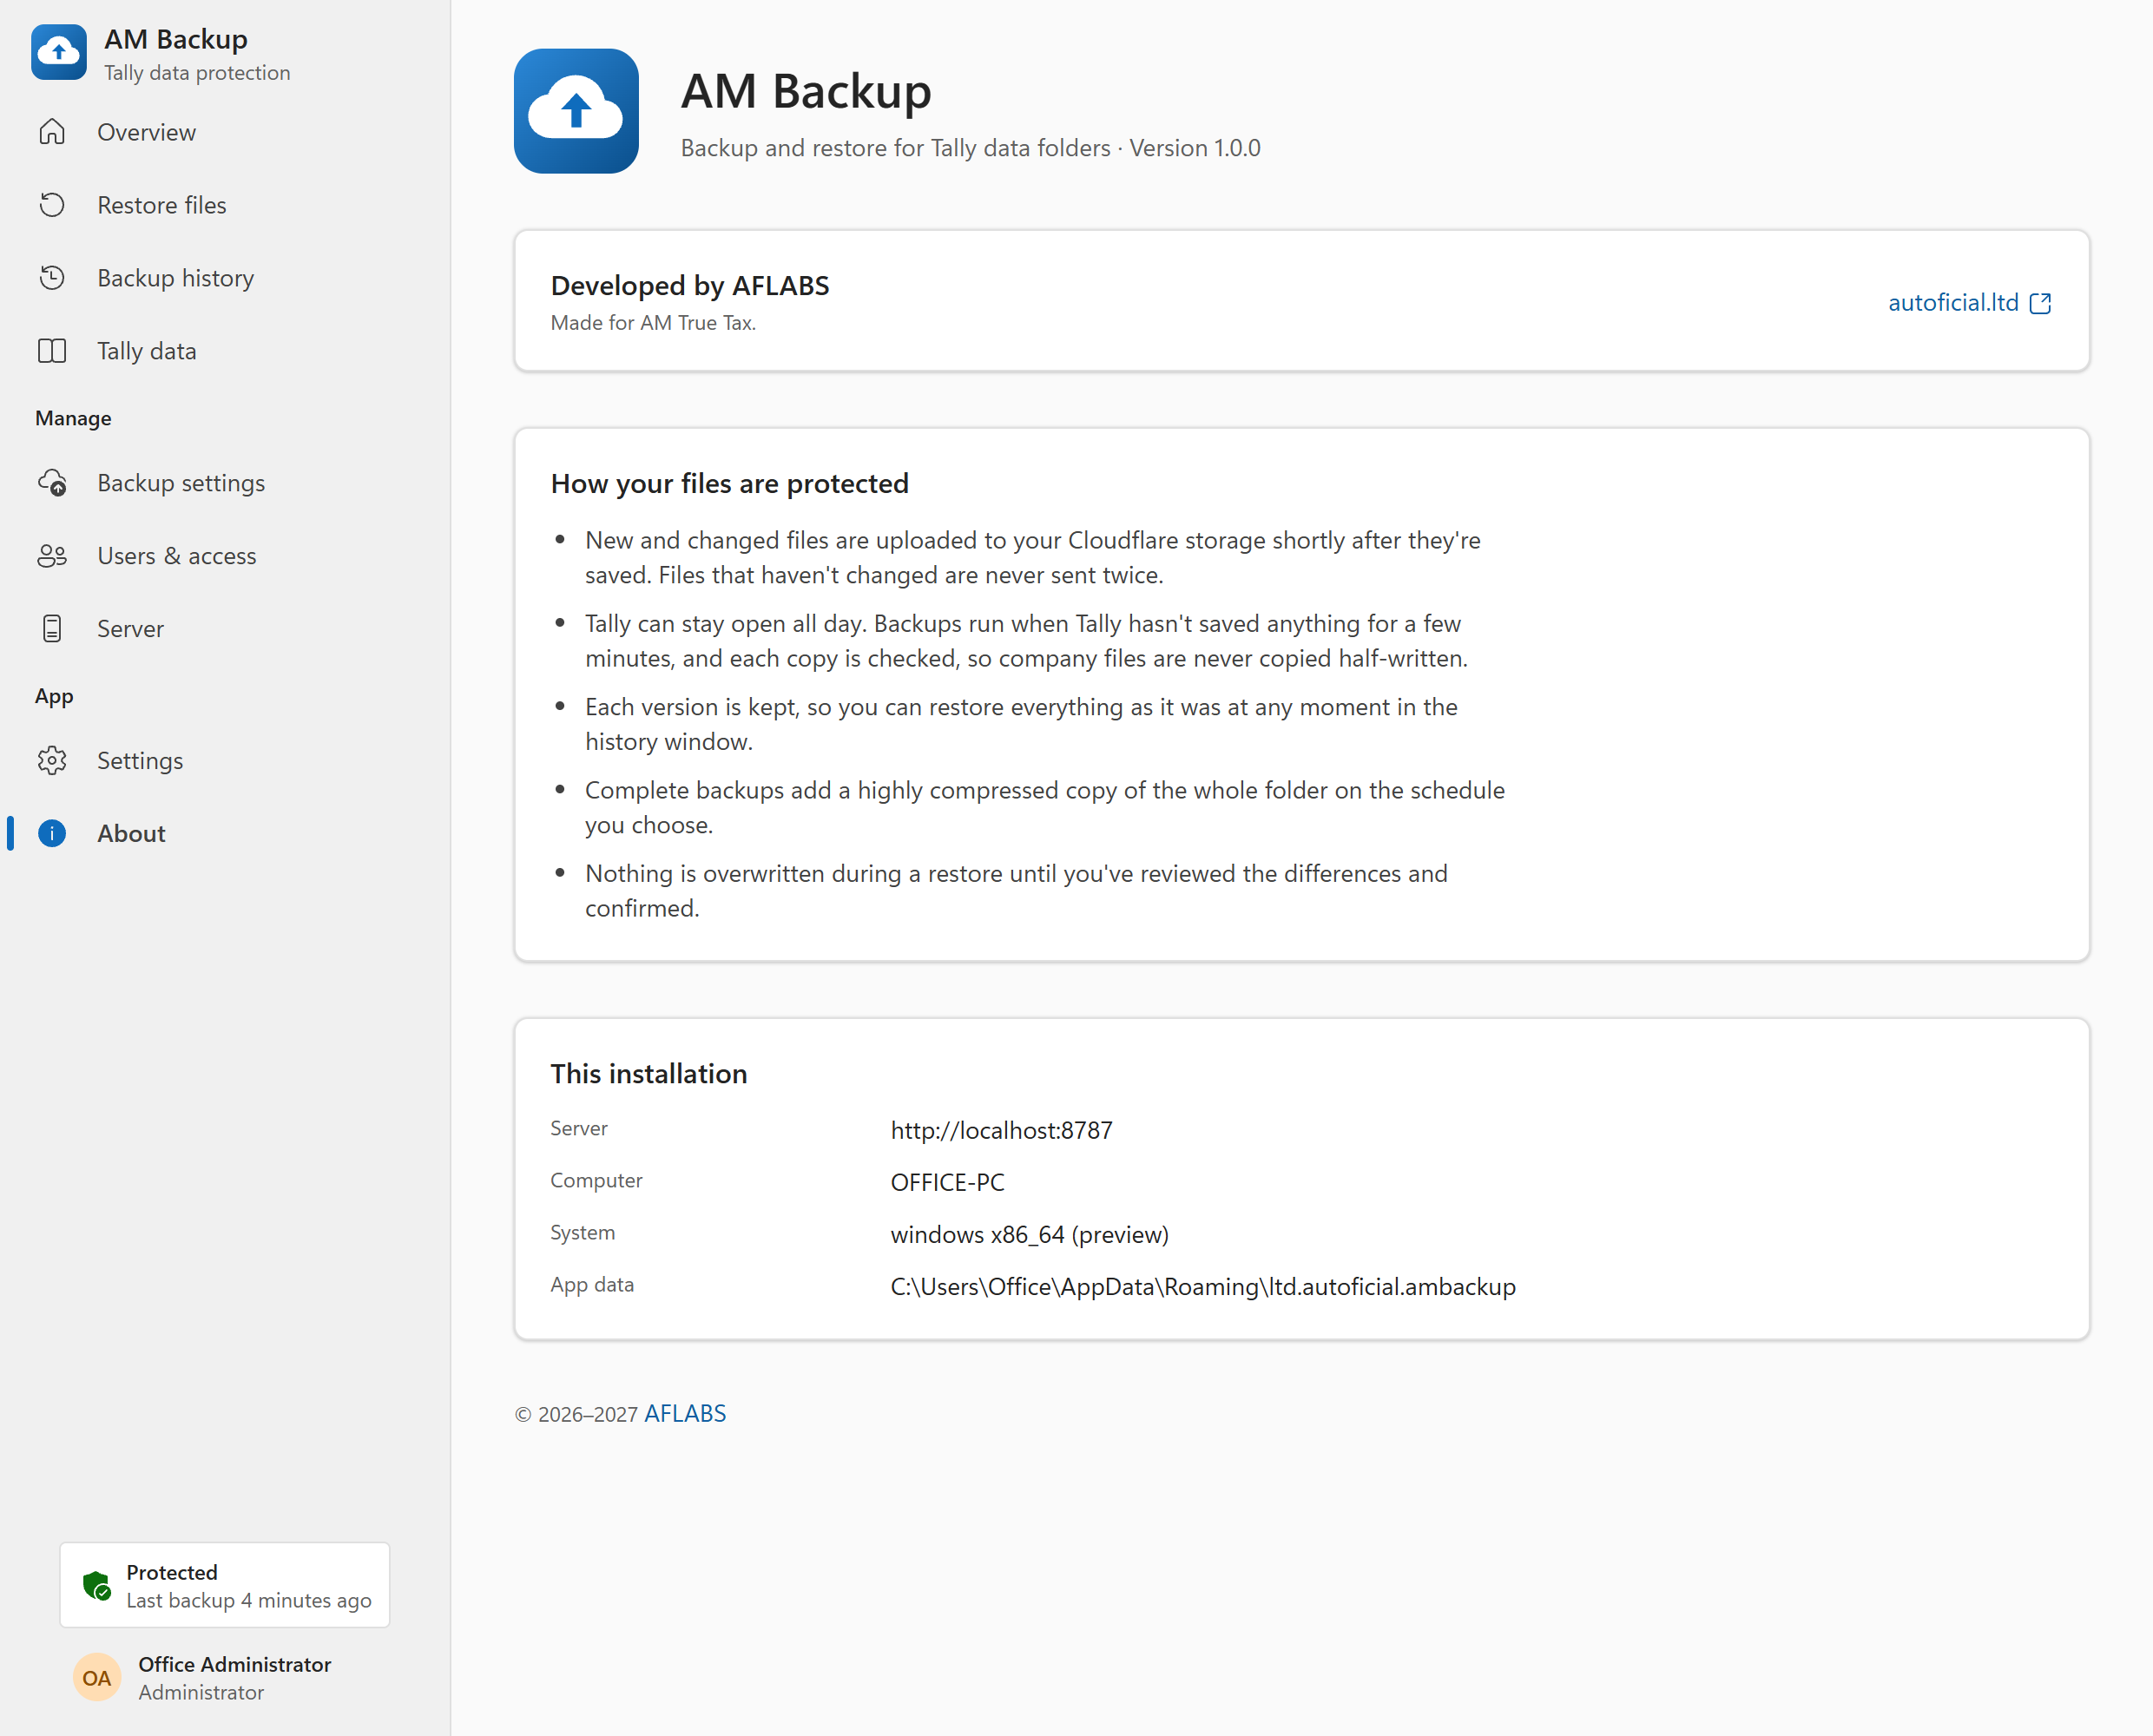 AM Backup
Tally data protection
Overview
Restore files
Backup history
Tally data
Manage
Backup settings
Users & access
Server
App
Settings
About
Protected
Last backup 4 minutes ago
OA
Office Administrator
Administrator
AM Backup
Backup and restore for Tally data folders · Version 1.0.0
Developed by AFLABS
Made for AM True Tax.
autoficial.ltd
How your files are protected
• New and changed files are uploaded to your Cloudflare storage shortly after they're
saved. Files that haven't changed are never sent twice.
• Tally can stay open all day. Backups run when Tally hasn't saved anything for a few
minutes, and each copy is checked, so company files are never copied half-written.
• Each version is kept, so you can restore everything as it was at any moment in the
history window.
• Complete backups add a highly compressed copy of the whole folder on the schedule
you choose.
• Nothing is overwritten during a restore until you've reviewed the differences and
confirmed.
This installation
Server http://localhost:8787
Computer OFFICE-PC
System windows x86_64 (preview)
App data C:\Users\Office\AppData\Roaming\ltd.autoficial.ambackup
© 2026–2027 AFLABS